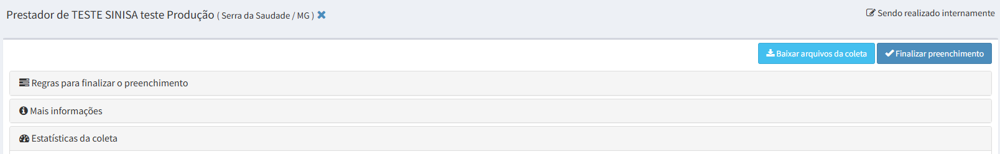 Prestador de TESTE SINISA teste Produção ( Serra da Saudade / MG )
Sendo realizado internamente
Baixar arquivos da coleta
Finalizar preenchimento
Regras para finalizar o preenchimento
Mais informações
Estatísticas da coleta